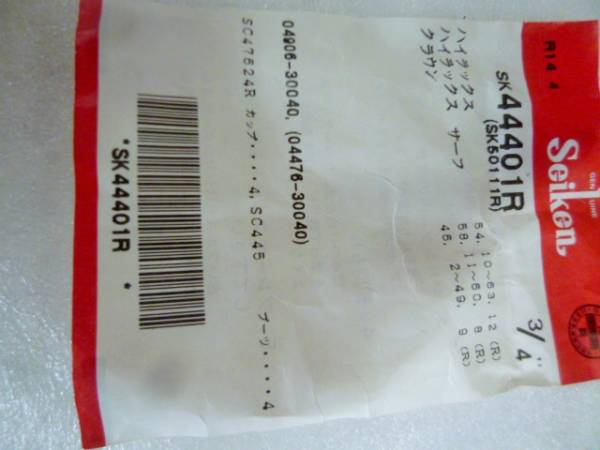 R14 4
GENUINE
Seiken
SK44401R 3/4"
(SK50111R)
ハイラックス 54. 10~63. 12 (R)
ハイラックス サーフ 58. 11~60. 8 (R)
クラウン 45. 2~49. 9 (R)
04906-30040, (04476-30040)
SC47624R カップ・・・・4, SC445 ブーツ・・・・4
*SK44401R *